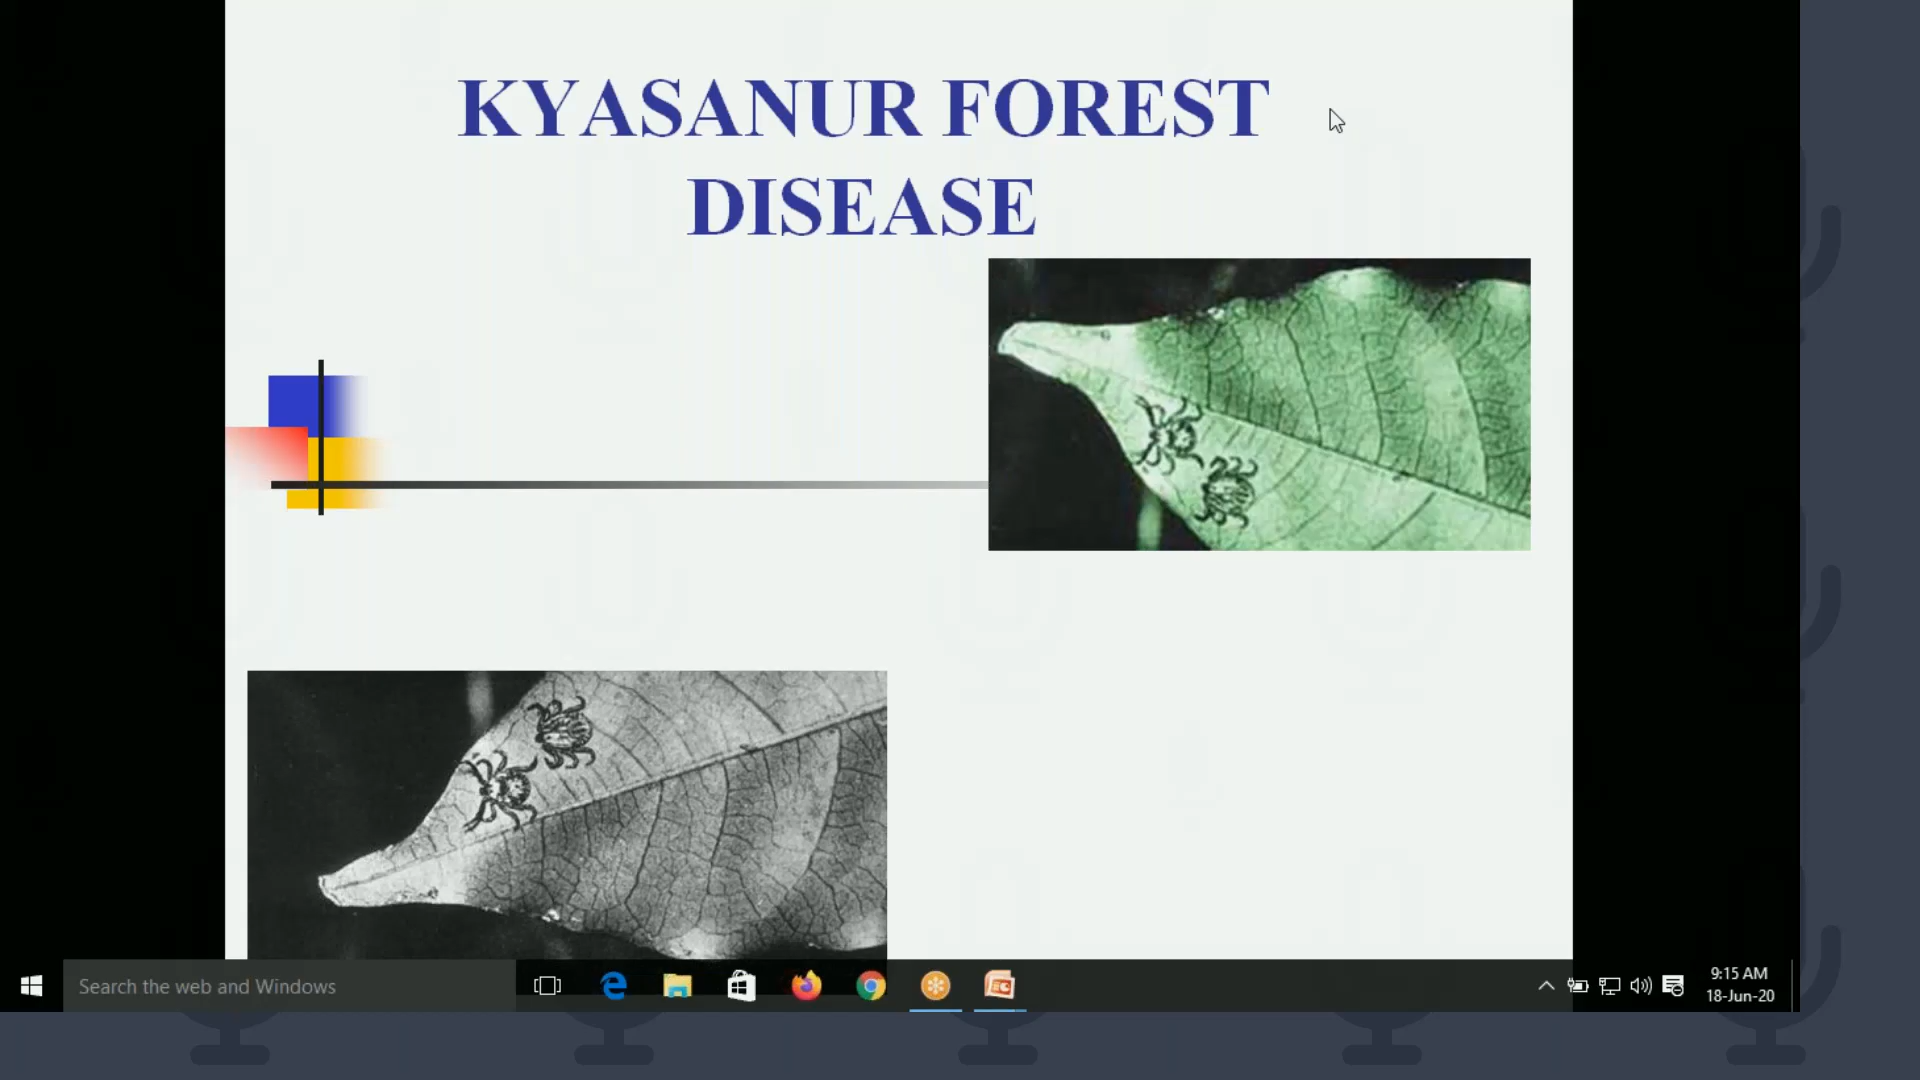 KYASANUR FOREST
DISEASE
Search the web and Windows
9:15 AM
18-Jun-20